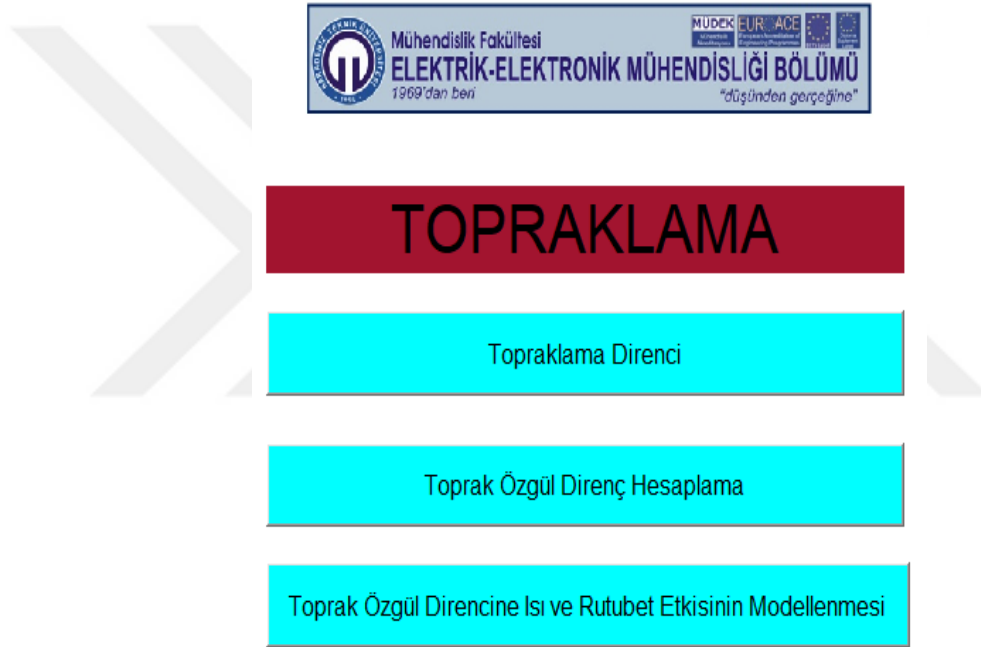 Mühendislik Fakültesi
MÜDEK EUR ACE
ELEKTRİK-ELEKTRONİK MÜHENDİSLİĞİ BÖLÜMÜ
1969'dan beri
"düşünden gerçeğine"
TOPRAKLAMA
Topraklama Direnci
Toprak Özgül Direnç Hesaplama
Toprak Özgül Direncine Isı ve Rutubet Etkisinin Modellenmesi